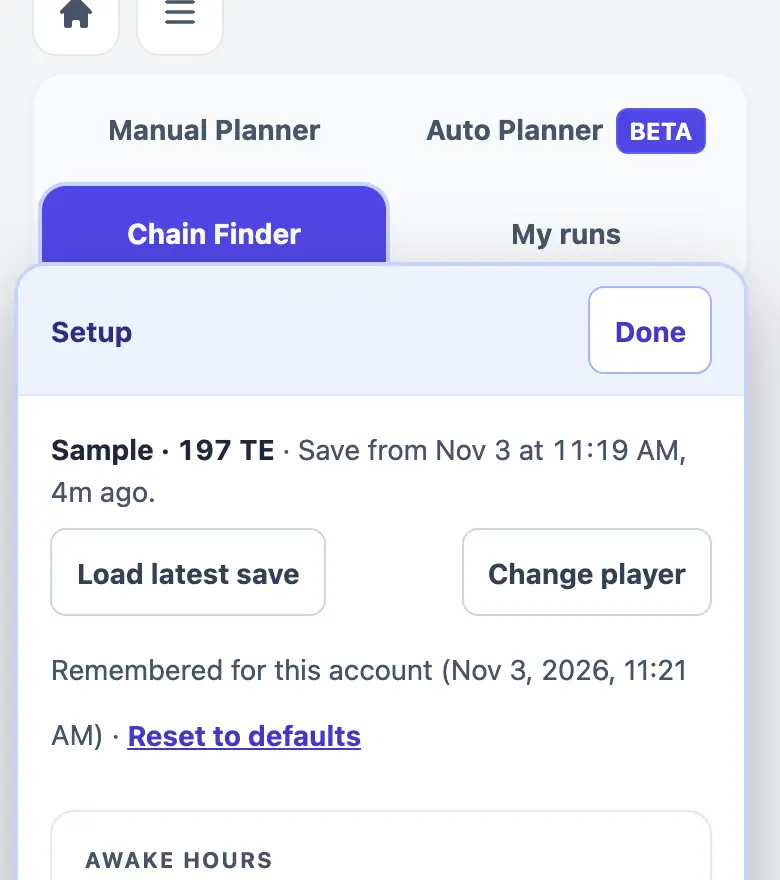 Manual Planner
Auto Planner BETA
Chain Finder
My runs
Setup
Done
Sample · 197 TE · Save from Nov 3 at 11:19 AM,
4m ago.
Load latest save
Change player
Remembered for this account (Nov 3, 2026, 11:21
AM) · Reset to defaults
AWAKE HOURS